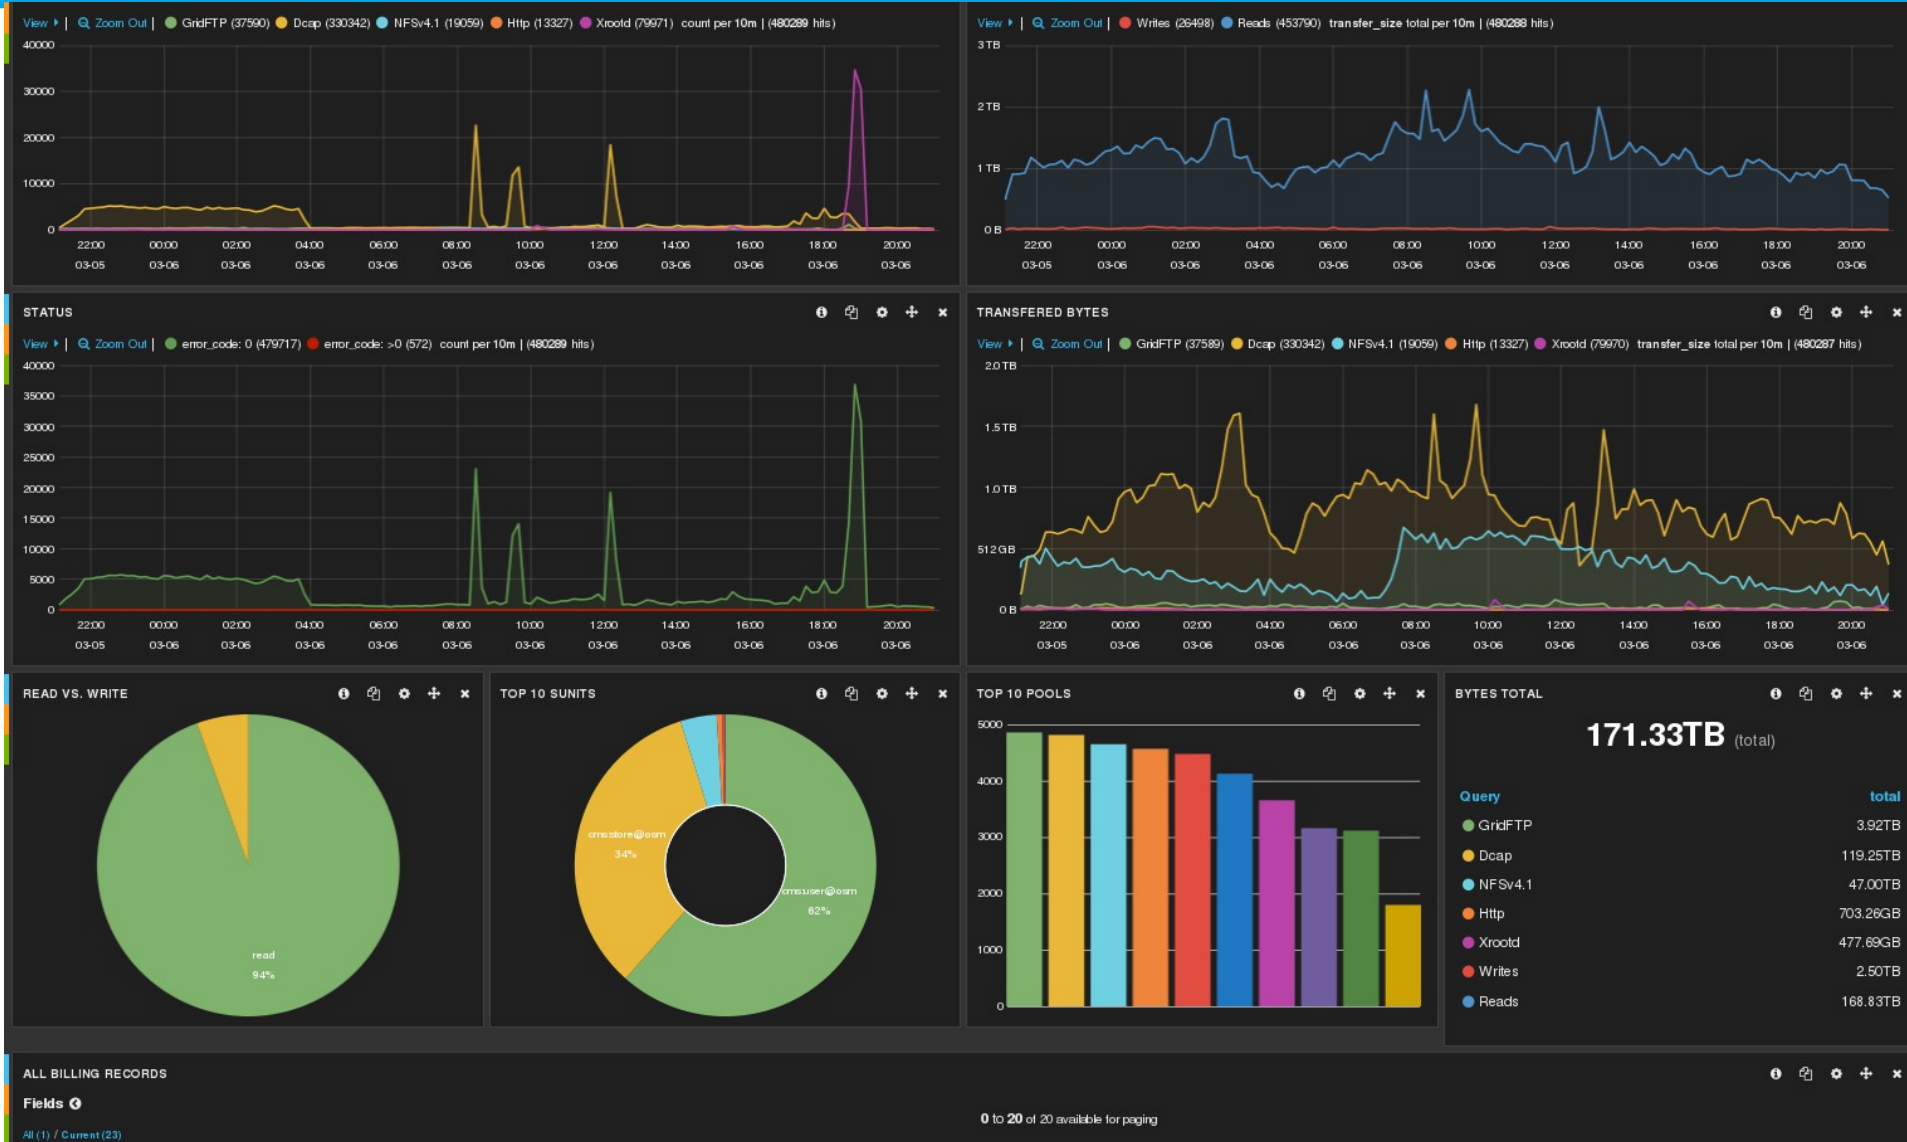 View | Zoom Out | GridFTP (37590) Dcap (330342) NFSv4.1 (19059) Http (13327) Xrootd (79971) count per 10m | (480289 hits)
40000
30000
20000
10000
0
22:00 00:00 02:00 04:00 06:00 08:00 10:00 12:00 14:00 16:00 18:00 20:00
03-05 03-06 03-06 03-06 03-06 03-06 03-06 03-06 03-06 03-06 03-06 03-06
View | Zoom Out | Writes (26498) Reads (453790) transfer_size total per 10m | (480288 hits)
3 TB
2 TB
1 TB
0 B
22:00 00:00 02:00 04:00 06:00 08:00 10:00 12:00 14:00 16:00 18:00 20:00
03-05 03-06 03-06 03-06 03-06 03-06 03-06 03-06 03-06 03-06 03-06 03-06
STATUS
View | Zoom Out | error_code: 0 (479717) error_code: >0 (572) count per 10m | (480289 hits)
40000
35000
30000
25000
20000
15000
10000
5000
0
22:00 00:00 02:00 04:00 06:00 08:00 10:00 12:00 14:00 16:00 18:00 20:00
03-05 03-06 03-06 03-06 03-06 03-06 03-06 03-06 03-06 03-06 03-06 03-06
TRANSFERED BYTES
View | Zoom Out | GridFTP (37589) Dcap (330342) NFSv4.1 (19059) Http (13327) Xrootd (79970) transfer_size total per 10m | (480287 hits)
2.0 TB
1.5 TB
1.0 TB
512 GB
0 B
22:00 00:00 02:00 04:00 06:00 08:00 10:00 12:00 14:00 16:00 18:00 20:00
03-05 03-06 03-06 03-06 03-06 03-06 03-06 03-06 03-06 03-06 03-06 03-06
READ VS. WRITE
read
94%
TOP 10 SUNITS
cms:store@osm
34%
cms:user@osm
62%
TOP 10 POOLS
5000
4000
3000
2000
1000
0
BYTES TOTAL
171.33TB (total)
Query total
GridFTP 3.92TB
Dcap 119.25TB
NFSv4.1 47.00TB
Http 703.26GB
Xrootd 477.69GB
Writes 2.50TB
Reads 168.83TB
ALL BILLING RECORDS
Fields
0 to 20 of 20 available for paging
All (1) / Current (23)